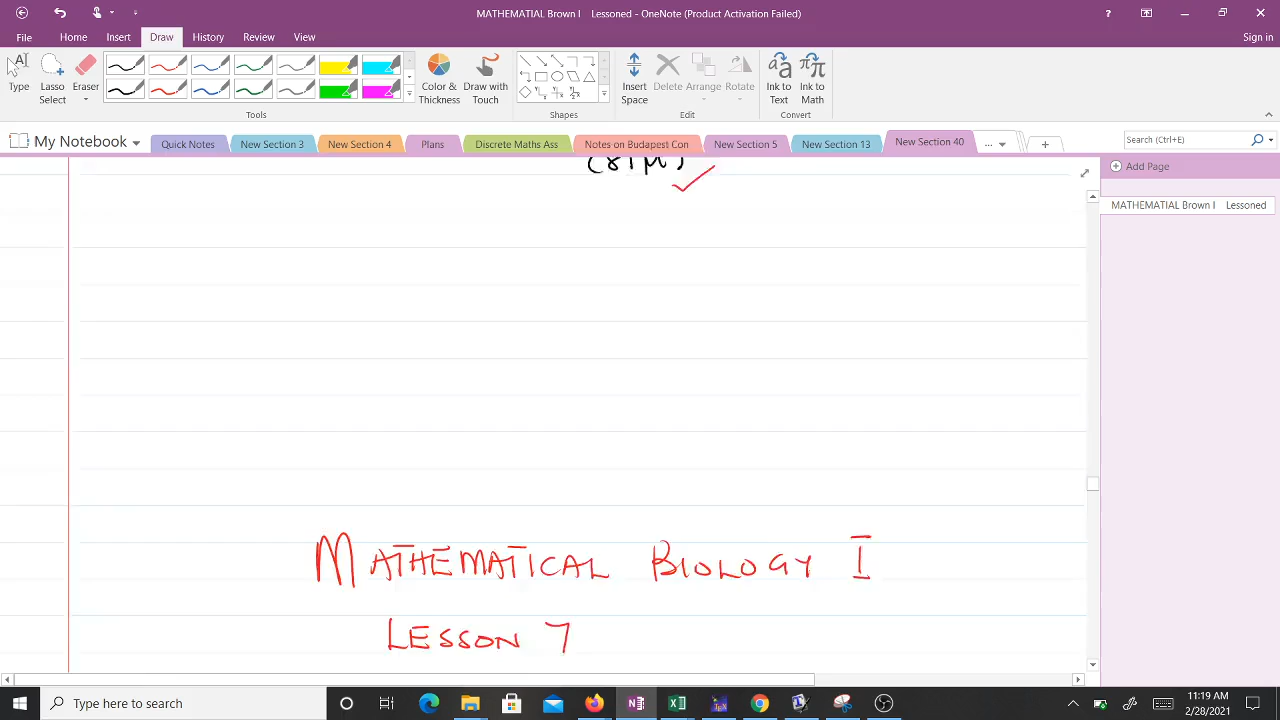 MATHEMATIAL Brown I Lessoned - OneNote (Product Activation Failed)
File Home Insert Draw History Review View Sign in
Type Lasso Select Eraser Color & Thickness Draw with Touch Insert Space Delete Arrange Rotate Ink to Text Ink to Math
Tools Shapes Edit Convert
My Notebook Quick Notes New Section 3 New Section 4 Plans Discrete Maths Ass Notes on Budapest Con New Section 5 New Section 13 New Section 40 ... Search (Ctrl+E)
Add Page
MATHEMATIAL Brown I Lessoned
MATHEMATICAL BIOLOGY I
LESSON 7
Type here to search
11:19 AM
2/28/2021